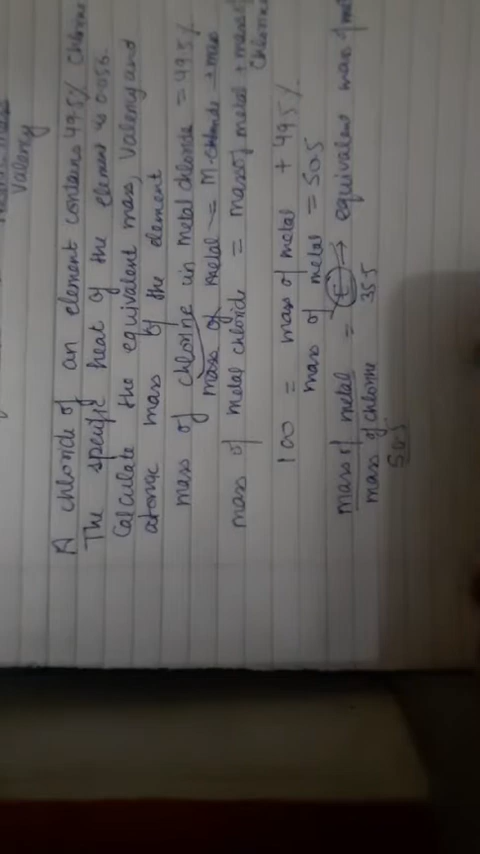 Valency
A chloride of an element contains 49.5% chlorine
The specific heat of the element is 0.056.
Calculate the equivalent mass, valency and
atomic mass of the element
mass of chlorine in metal chloride = 49.5%
mass of metal = M. chloride - mass
mass of metal chloride = mass of metal + mass of
chlorine
100 = mass of metal + 49.5%
mass of metal = 50.5
mass of metal = E → equivalent mass of
mass of chlorine 35.5
50.5